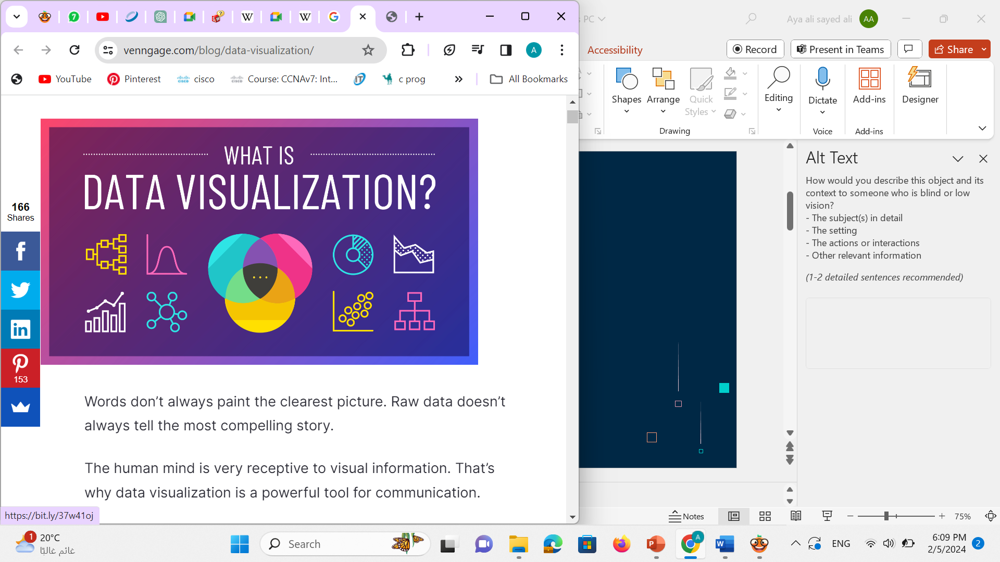 venngage.com/blog/data-visualization/
A
YouTube
Pinterest
cisco
Course: CCNAv7: Int...
c prog
»
All Bookmarks
WHAT IS
DATA VISUALIZATION?
166
Shares
153
Words don’t always paint the clearest picture. Raw data doesn’t
always tell the most compelling story.
The human mind is very receptive to visual information. That’s
why data visualization is a powerful tool for communication.
https://bit.ly/37w41oj
PC
Aya ali sayed ali
AA
Accessibility
Record
Present in Teams
Share
Shapes
Arrange
Quick
Styles
Editing
Dictate
Add-ins
Designer
Drawing
Voice
Add-ins
Alt Text
How would you describe this object and its
context to someone who is blind or low
vision?
- The subject(s) in detail
- The setting
- The actions or interactions
- Other relevant information
(1-2 detailed sentences recommended)
Notes
75%
1
20°C
غائم غالبًا
Search
ENG
6:09 PM
2/5/2024
2